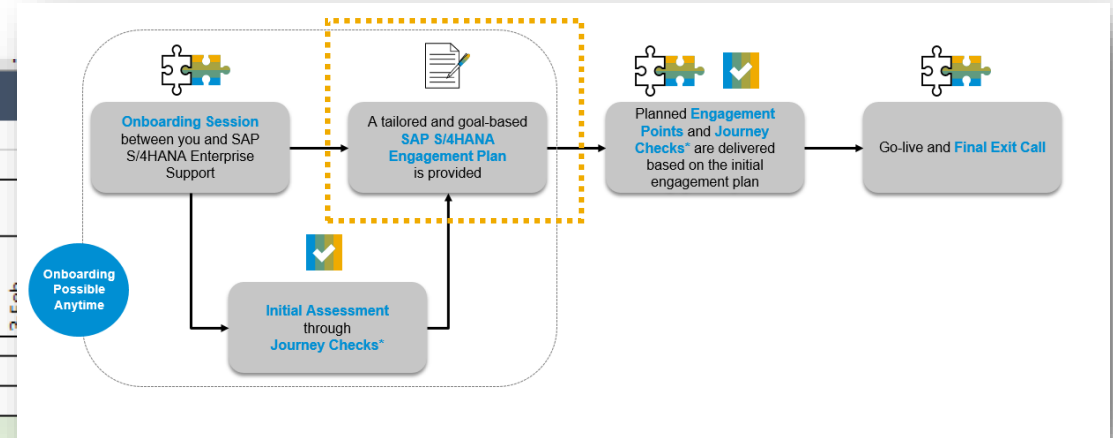 Onboarding Session
between you and SAP
S/4HANA Enterprise
Support
A tailored and goal-based
SAP S/4HANA
Engagement Plan
is provided
Planned Engagement
Points and Journey
Checks* are delivered
based on the initial
engagement plan
Go-live and Final Exit Call
Onboarding
Possible
Anytime
Initial Assessment
through
Journey Checks*